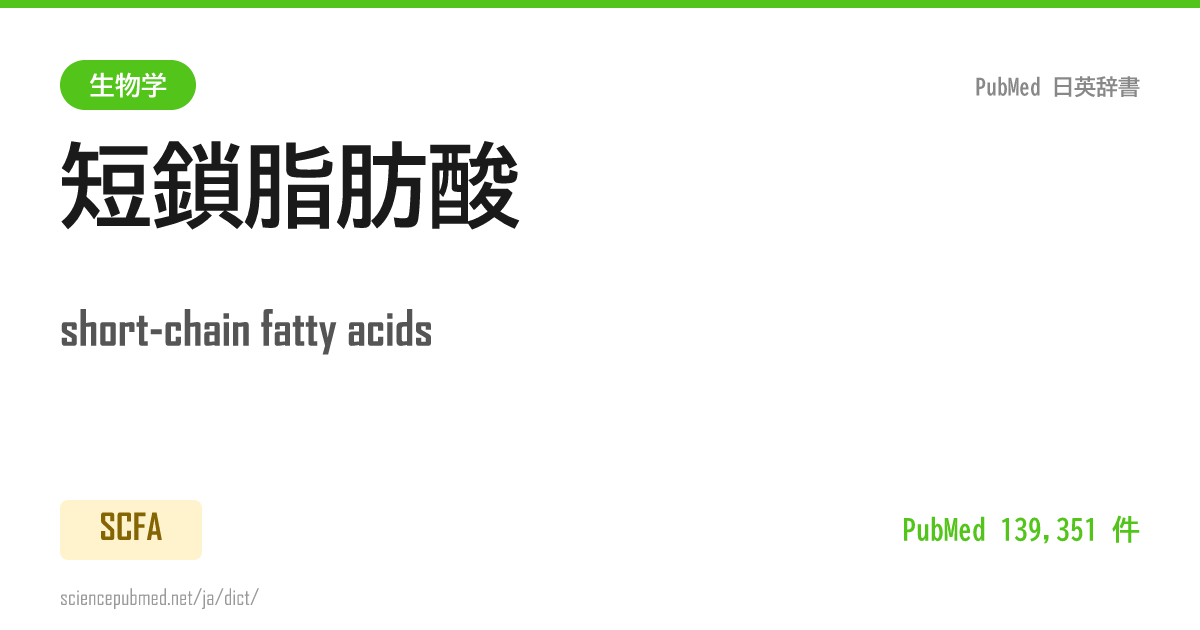 生物学
PubMed 日英辞書
短鎖脂肪酸
short-chain fatty acids
SCFA
PubMed 139,351 件
sciencepubmed.net/ja/dict/